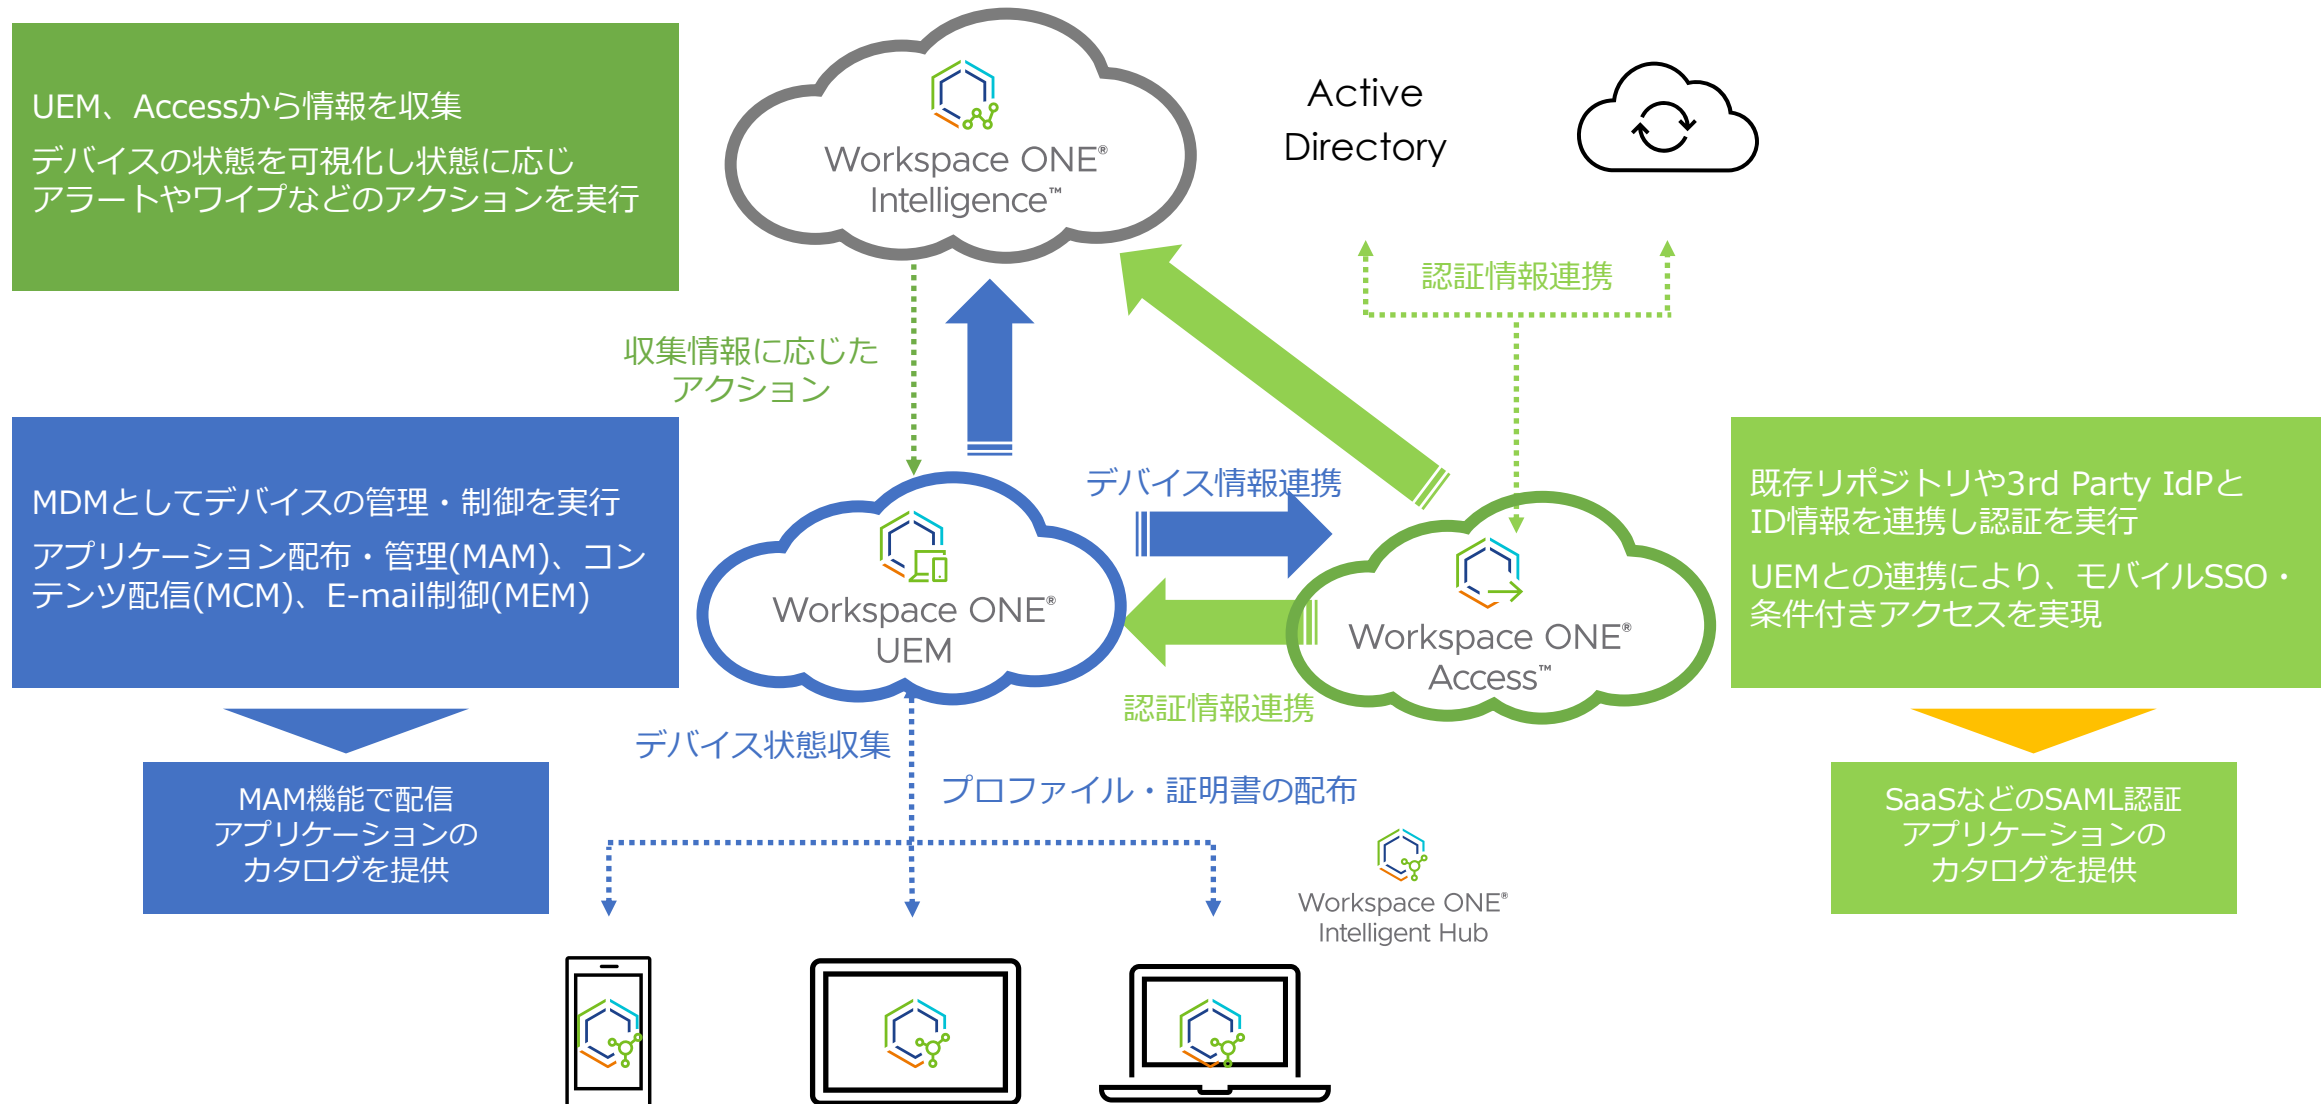 UEM、Accessから情報を収集
デバイスの状態を可視化し状態に応じ
アラートやワイプなどのアクションを実行
Workspace ONE®
Intelligence™
Active
Directory
認証情報連携
収集情報に応じた
アクション
MDMとしてデバイスの管理・制御を実行
アプリケーション配布・管理(MAM)、コン
テンツ配信(MCM)、E-mail制御(MEM)
デバイス情報連携
Workspace ONE®
UEM
Workspace ONE®
Access™
認証情報連携
既存リポジトリや3rd Party IdPと
ID情報を連携し認証を実行
UEMとの連携により、モバイルSSO・
条件付きアクセスを実現
デバイス状態収集
プロファイル・証明書の配布
MAM機能で配信
アプリケーションの
カタログを提供
Workspace ONE®
Intelligent Hub
SaaSなどのSAML認証
アプリケーションの
カタログを提供